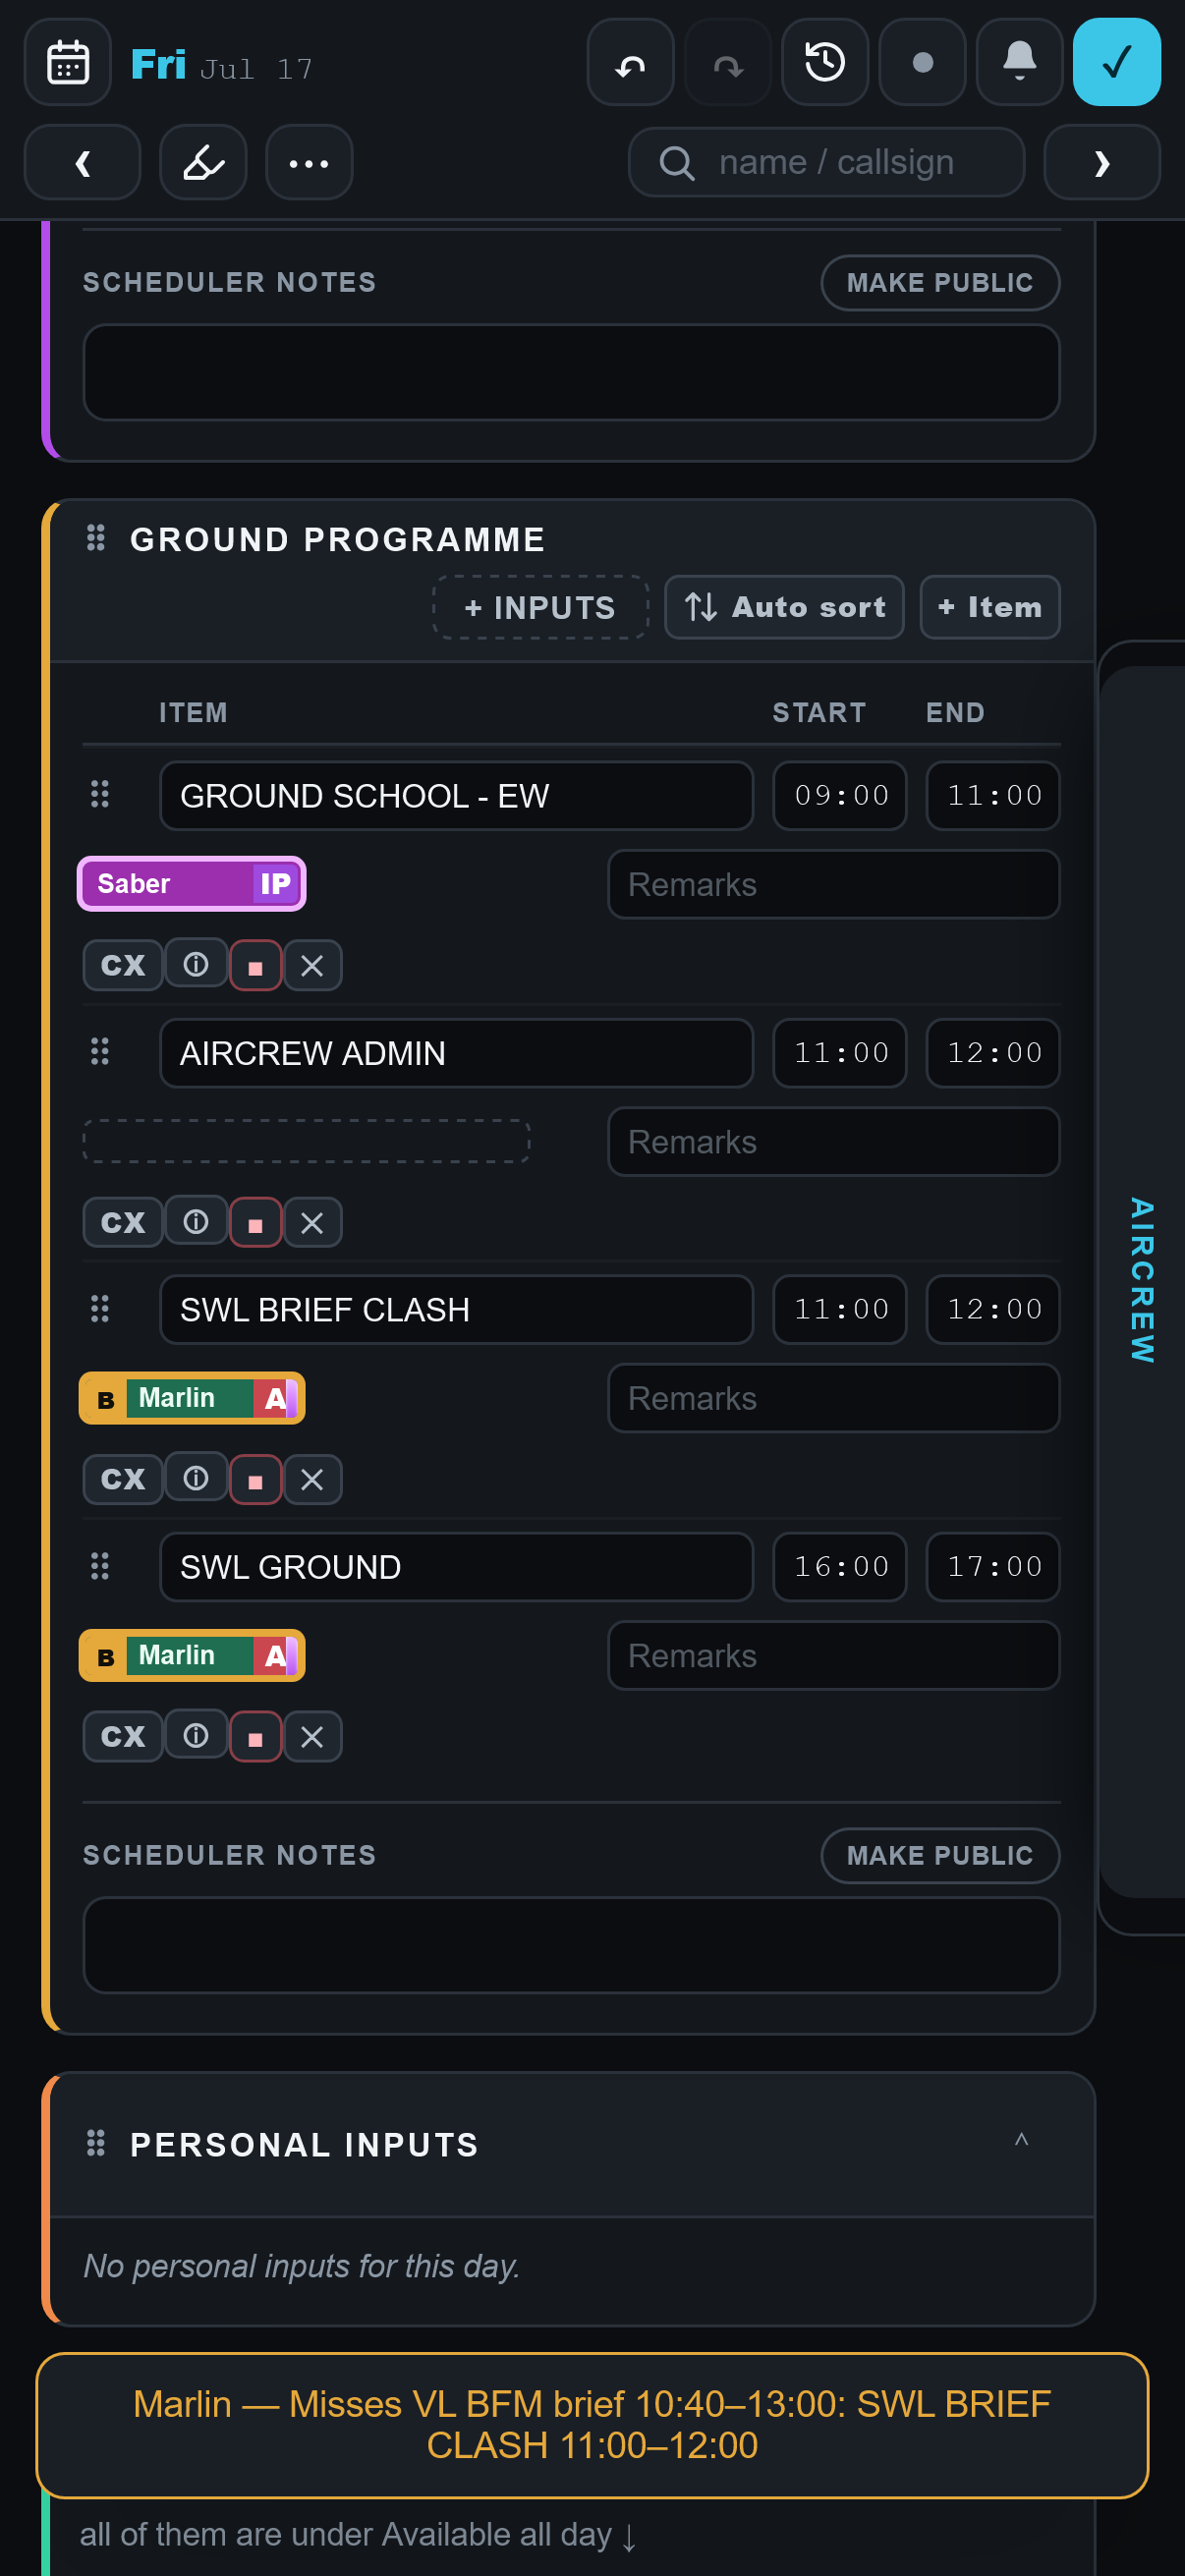 Fri Jul 17
name / callsign
SCHEDULER NOTES
MAKE PUBLIC
GROUND PROGRAMME
+ INPUTS
Auto sort
+ Item
ITEM START END
GROUND SCHOOL - EW 09:00 11:00
Saber IP
Remarks
CX
AIRCREW ADMIN 11:00 12:00
Remarks
CX
SWL BRIEF CLASH 11:00 12:00
B Marlin A
Remarks
CX
SWL GROUND 16:00 17:00
B Marlin A
Remarks
CX
AIRCREW
SCHEDULER NOTES
MAKE PUBLIC
PERSONAL INPUTS
No personal inputs for this day.
Marlin — Misses VL BFM brief 10:40–13:00: SWL BRIEF
CLASH 11:00–12:00
all of them are under Available all day ↓